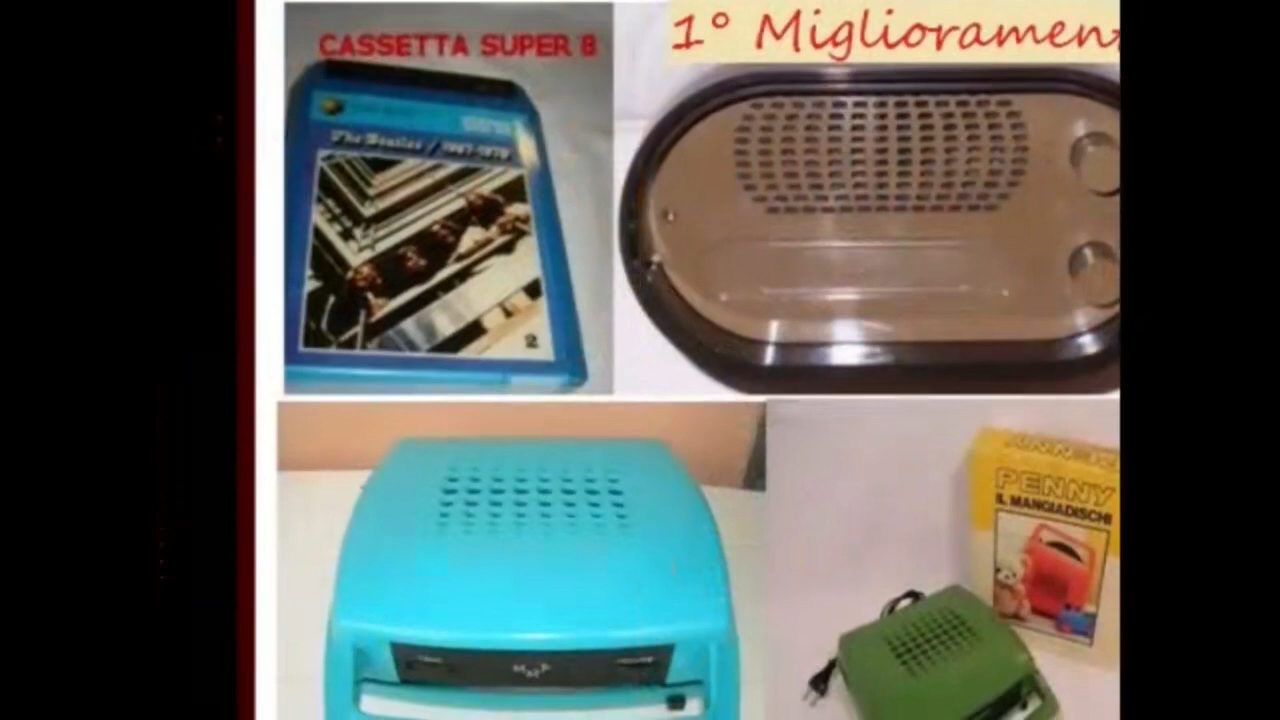 CASSETTA SUPER 8
1° Miglioramen
The Beatles / 1967-1970
2
PENNY
IL MANGIADISCHI